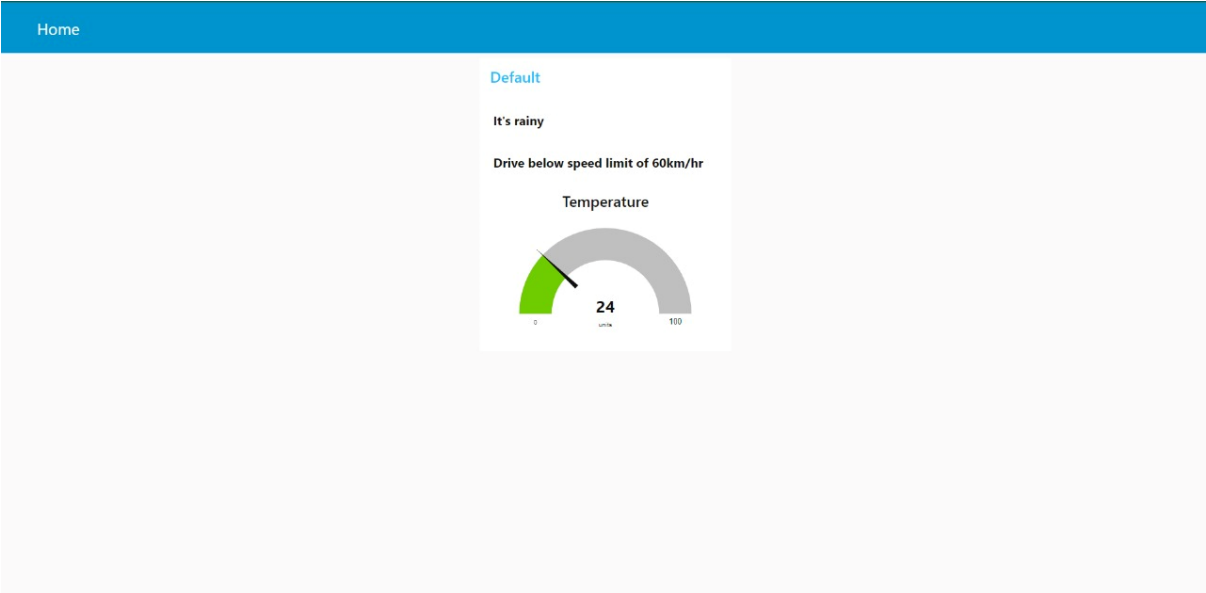 Home
Default
It's rainy
Drive below speed limit of 60km/hr
Temperature
24
0
units
100